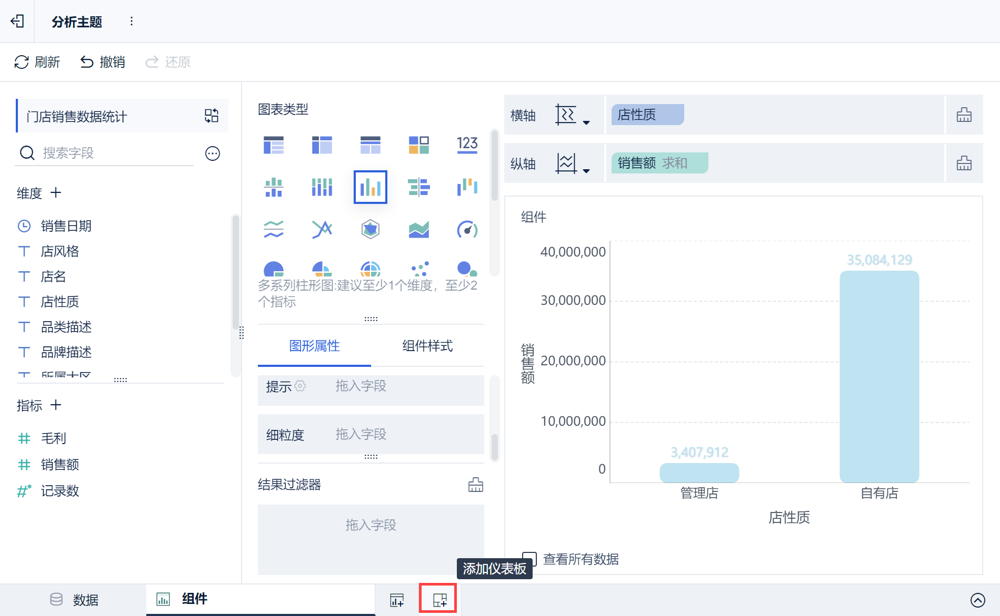 分析主题
刷新
撤销
还原
门店销售数据统计
搜索字段
维度
销售日期
店风格
店名
店性质
品类描述
品牌描述
所属大区
指标
毛利
销售额
记录数
图表类型
123
多系列柱形图:建议至少1个维度，至少2
个指标
图形属性
组件样式
提示
拖入字段
细粒度
拖入字段
结果过滤器
拖入字段
横轴
店性质
纵轴
销售额 求和
组件
40,000,000
30,000,000
20,000,000
10,000,000
0
销售额
35,084,129
3,407,912
管理店
自有店
店性质
查看所有数据
添加仪表板
数据
组件